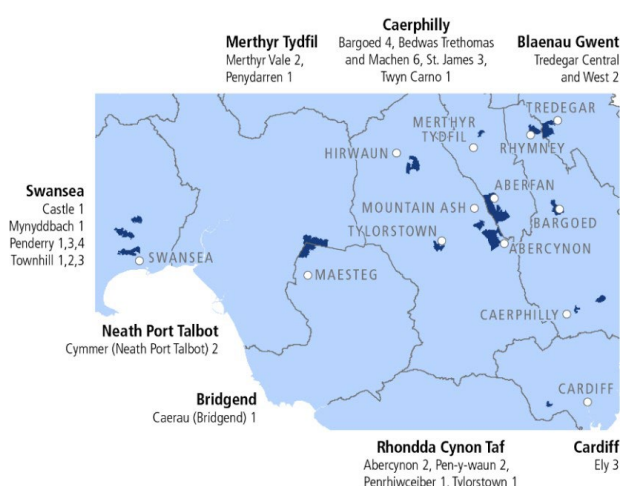 Caerphilly
Bargoed 4, Bedwas Trethomas
and Machen 6, St. James 3,
Twyn Carno 1
Merthyr Tydfil
Merthyr Vale 2,
Penydarren 1
Blaenau Gwent
Tredegar Central
and West 2
TREDEGAR
MERTHYR
TYDFIL
RHYMNEY
HIRWAUN
ABERFAN
Swansea
Castle 1
Mynyddbach 1
Penderry 1,3,4
Townhill 1,2,3
MOUNTAIN ASH
BARGOED
TYLORSTOWN
ABERCYNON
SWANSEA
MAESTEG
CAERPHILLY
Neath Port Talbot
Cymmer (Neath Port Talbot) 2
CARDIFF
Bridgend
Caerau (Bridgend) 1
Rhondda Cynon Taf
Abercynon 2, Pen-y-waun 2,
Penrhiwceiber 1, Tylorstown 1
Cardiff
Ely 3